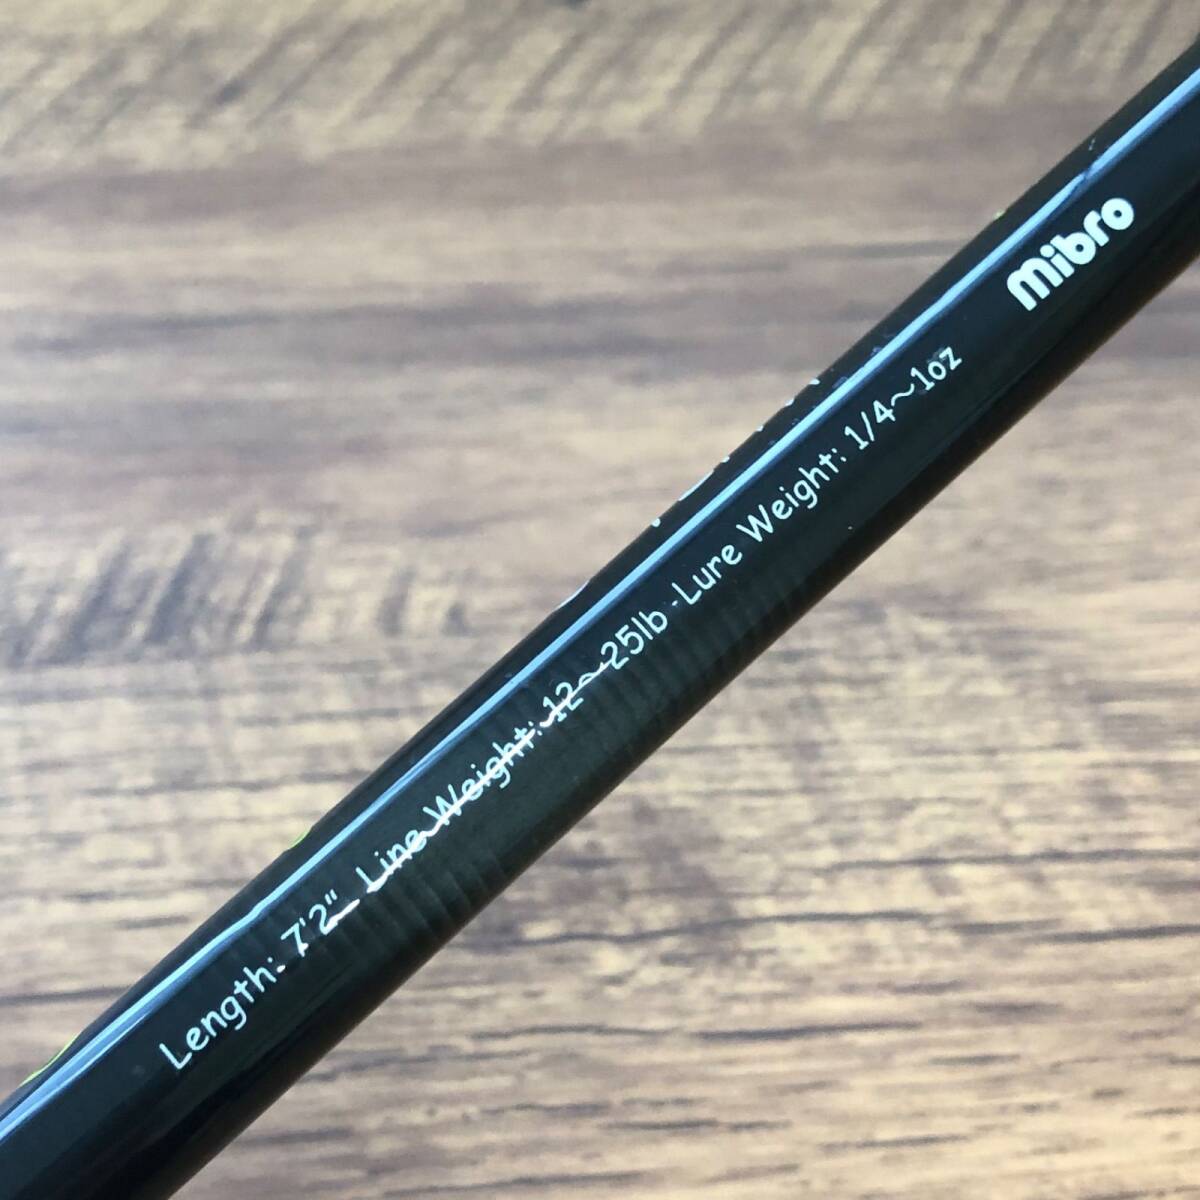 Length: 7'2" Line Weight: 12~25lb Lure Weight: 1/4~1oz
mibro